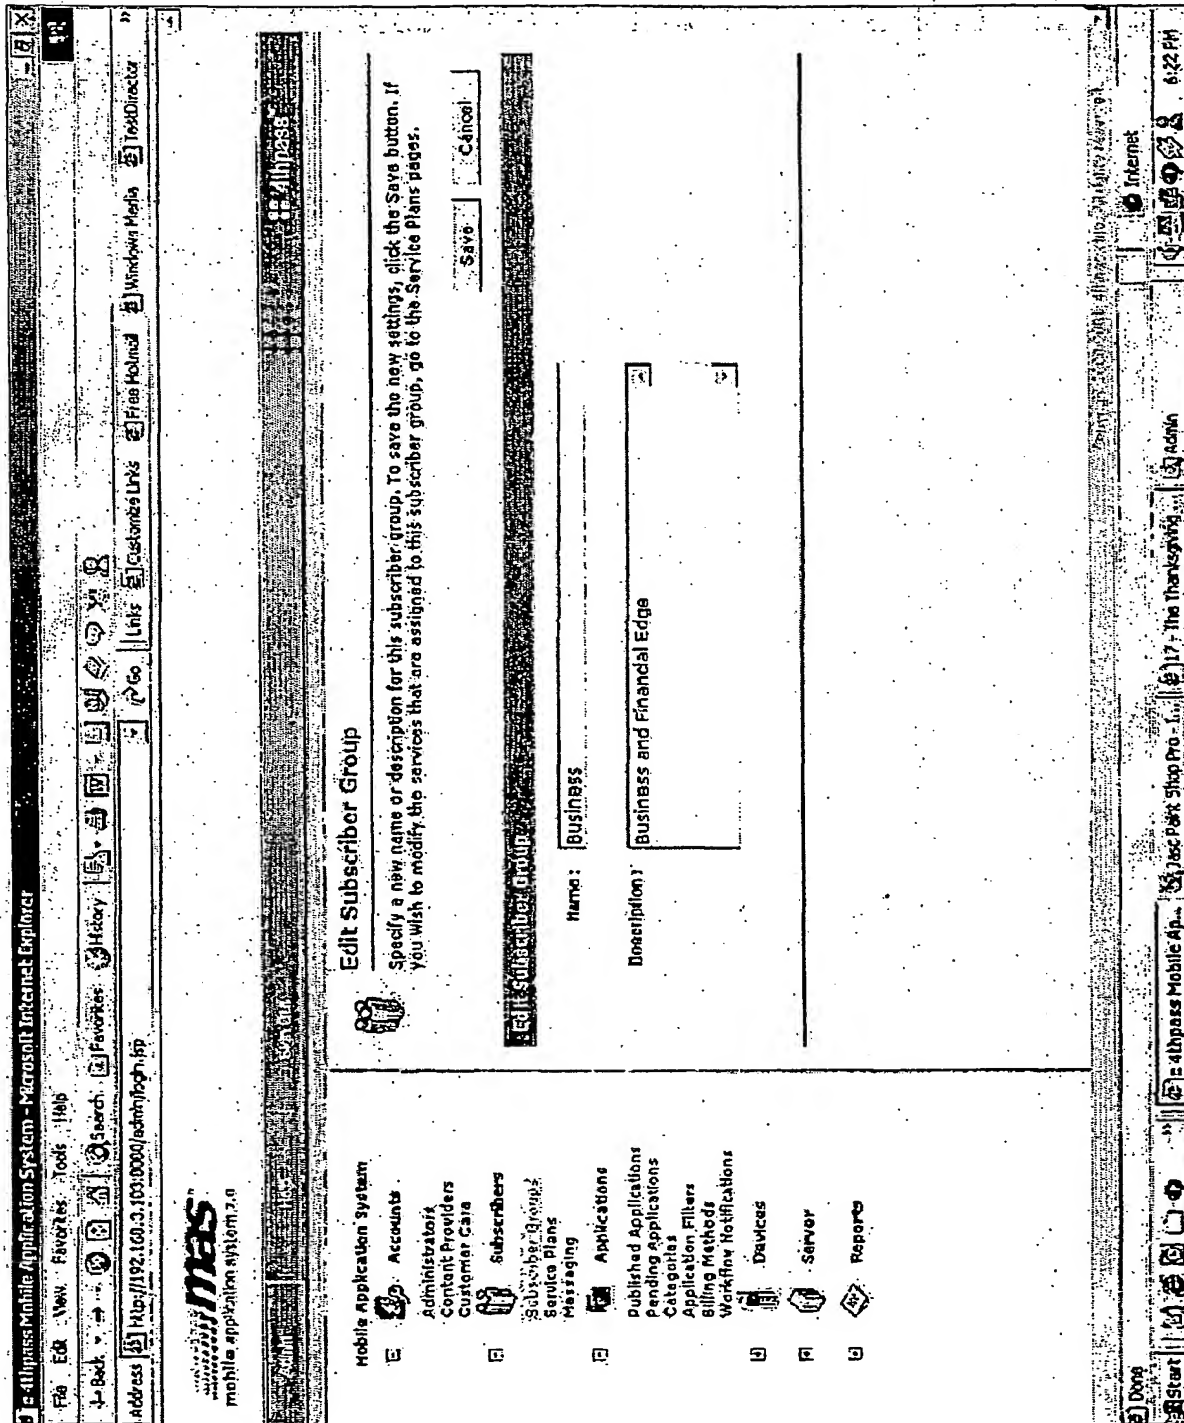 4thpass Mobile Application System - Microsoft Internet Explorer
File Edit View Favorites Tools Help
Back Search Favorites History
Address http://192.168.0.103:8080/admin/login.jsp Go Links Customize Links Free Hotmail Windows Media TestDirector
mas
mobile application system 2.0
4thpass
Mobile Application System
Accounts
Administrators
Content Providers
Customer Care
Subscribers
Subscriber Groups
Service Plans
Messaging
Applications
Published Applications
Pending Applications
Categories
Application Filters
Billing Methods
Workflow Notifications
Devices
Server
Reports
Edit Subscriber Group
Specify a new name or description for this subscriber group. To save the new settings, click the Save button. If
you wish to modify the services that are assigned to this subscriber group, go to the Service Plans pages.
Save Cancel
Edit Subscriber Group
Name: Business
Description: Business and Financial Edge
Done Internet
Start 4thpass Mobile Ap... Jasc Paint Shop Pro - I... 17 - The Thanksgiving ... Admin 6:22 PM